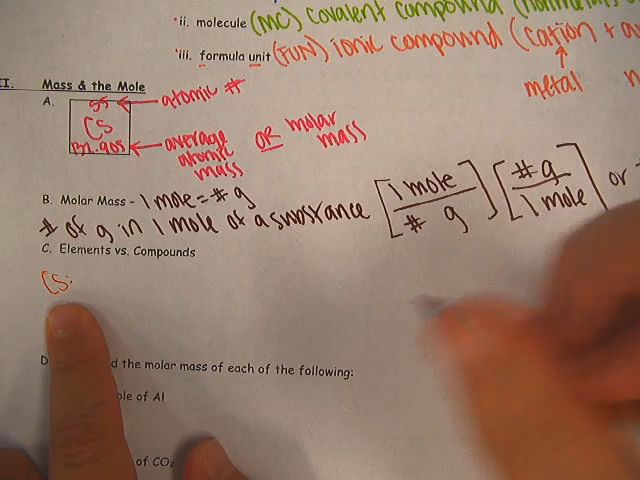 ii. molecule (MC) covalent compound (nonmetals
iii. formula unit (FUN) ionic compound (cation + a
metal
II. Mass & the Mole
A. 55 ← atomic #
Cs
132.905 ← average atomic mass OR molar mass
B. Molar Mass - 1 mole = # g
# of g in 1 mole of a substance [1 mole / # g] [# g / 1 mole] or
C. Elements vs. Compounds
Cs:
D. d the molar mass of each of the following:
ole of Al
of CO₂